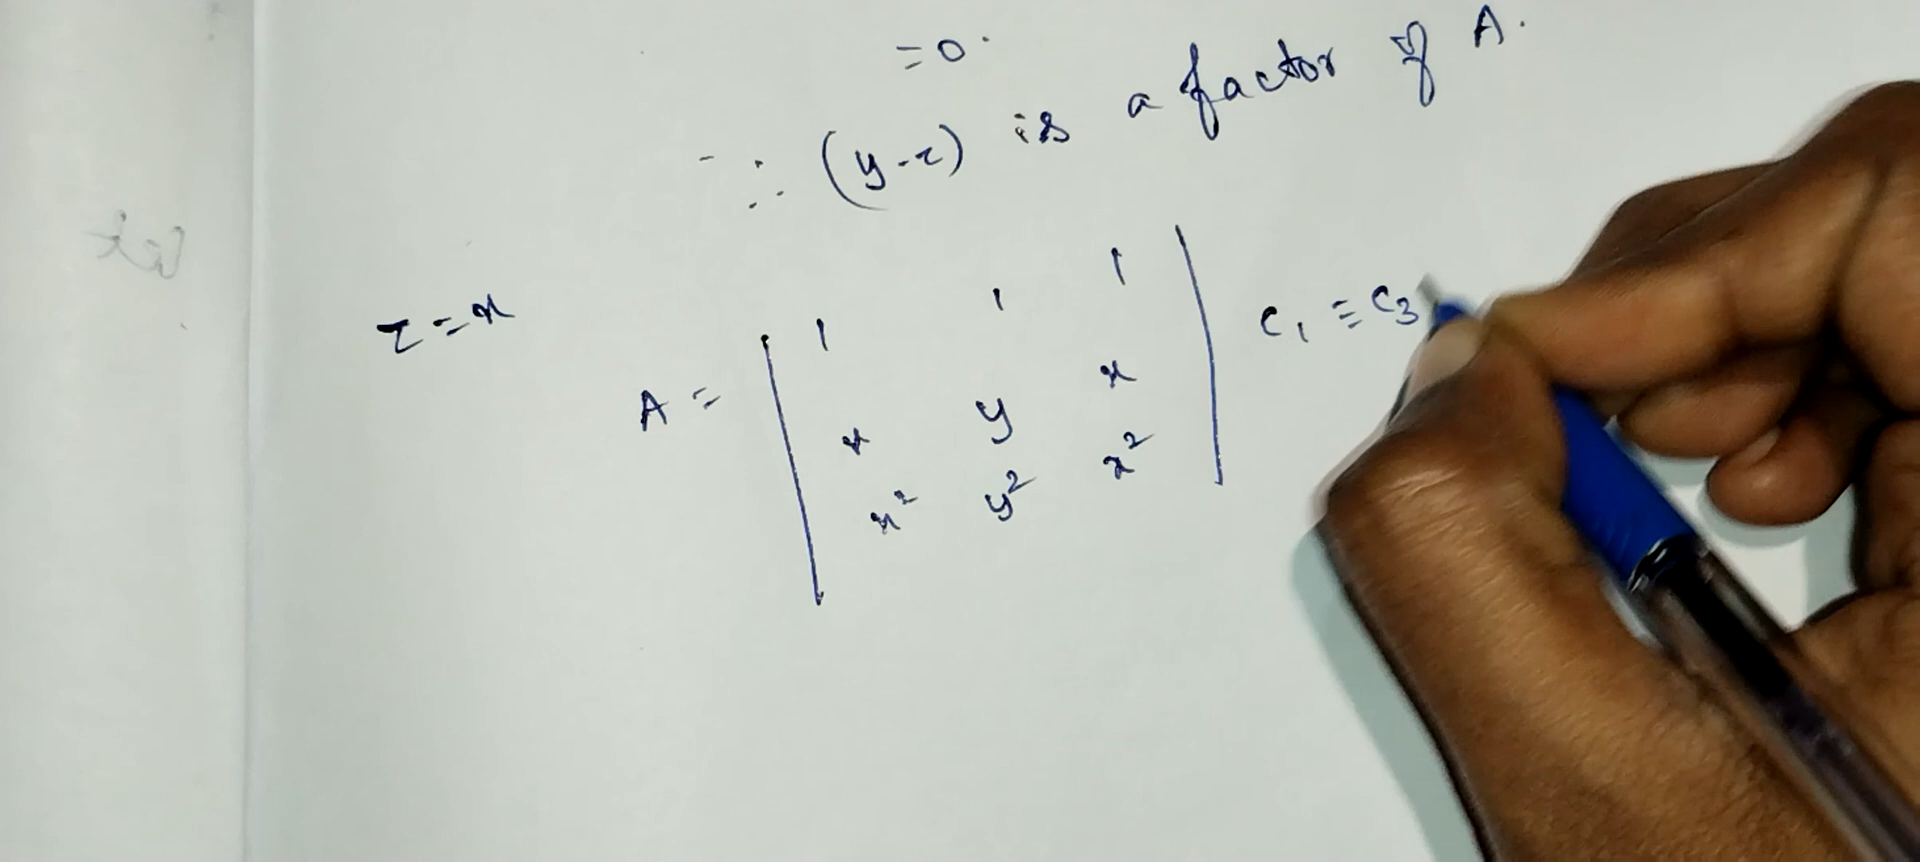 = 0.
∴ (y - z) is a factor of A.
z = x
A = | 1 1 1 | C₁ ≡ C₃
x y x
x² y² x²